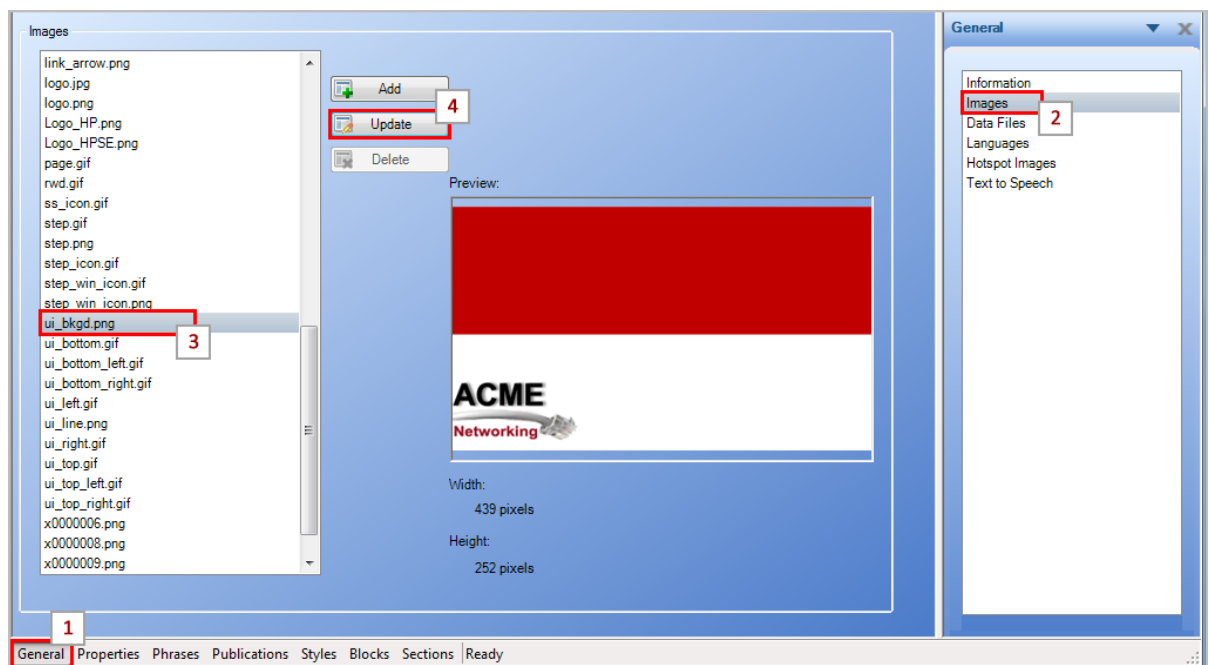 Images
link_arrow.png
logo.jpg
logo.png
Logo_HP.png
Logo_HPSE.png
page.gif
rwd.gif
ss_icon.gif
step.gif
step.png
step_icon.gif
step_win_icon.gif
step_win_icon.png
ui_bkgd.png
3
ui_bottom.gif
ui_bottom_left.gif
ui_bottom_right.gif
ui_left.gif
ui_line.png
ui_right.gif
ui_top.gif
ui_top_left.gif
ui_top_right.gif
x0000006.png
x0000008.png
x0000009.png
Add
4
Update
Delete
Preview:
ACME
Networking
Width:
439 pixels
Height:
252 pixels
General
Information
Images
2
Data Files
Languages
Hotspot Images
Text to Speech
1
General Properties Phrases Publications Styles Blocks Sections Ready